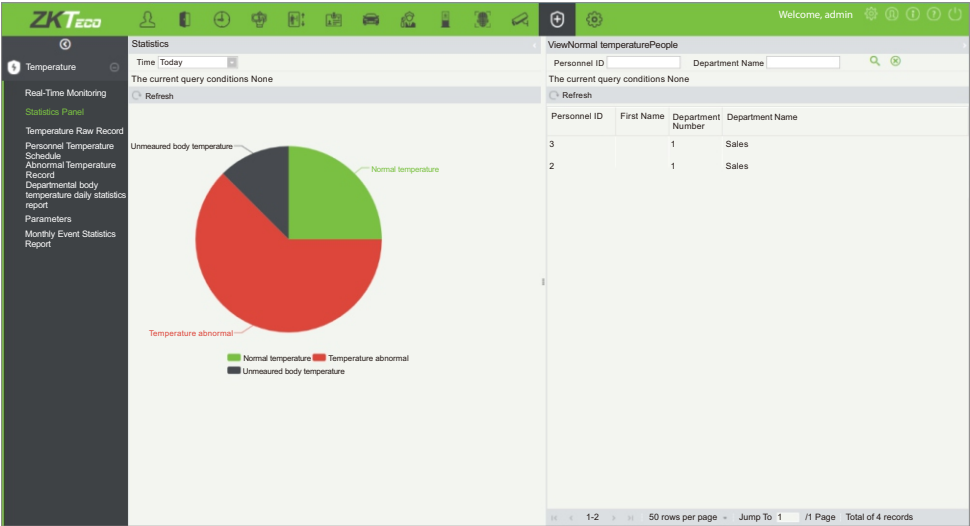 ZKTECO
Welcome, admin
Temperature
Real-Time Monitoring
Statistics Panel
Temperature Raw Record
Personnel Temperature
Schedule
Abnormal Temperature
Record
Departmental body
temperature daily statistics
report
Parameters
Monthly Event Statistics
Report
Statistics
Time Today
The current query conditions None
Refresh
Unmeaured body temperature
Normal temperature
Temperature abnormal
Normal temperature Temperature abnormal
Unmeaured body temperature
ViewNormal temperaturePeople
Personnel ID Department Name
The current query conditions None
Refresh
Personnel ID First Name Department Department Name
Number
3 1 Sales
2 1 Sales
1-2 50 rows per page Jump To 1 /1 Page Total of 4 records